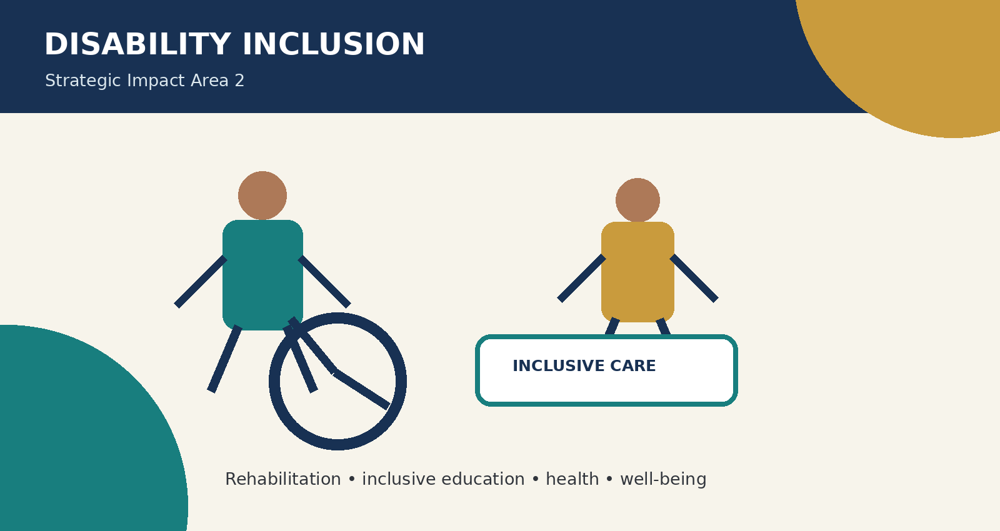 DISABILITY INCLUSION
Strategic Impact Area 2
INCLUSIVE CARE
Rehabilitation • inclusive education • health • well-being